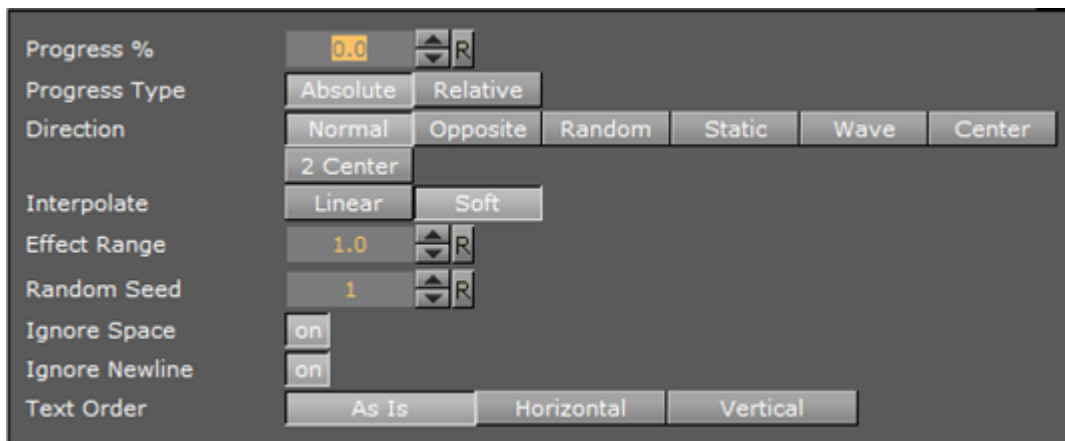 Progress % 0.0 R
Progress Type Absolute Relative
Direction Normal Opposite Random Static Wave Center
2 Center
Interpolate Linear Soft
Effect Range 1.0 R
Random Seed 1 R
Ignore Space on
Ignore Newline on
Text Order As Is Horizontal Vertical